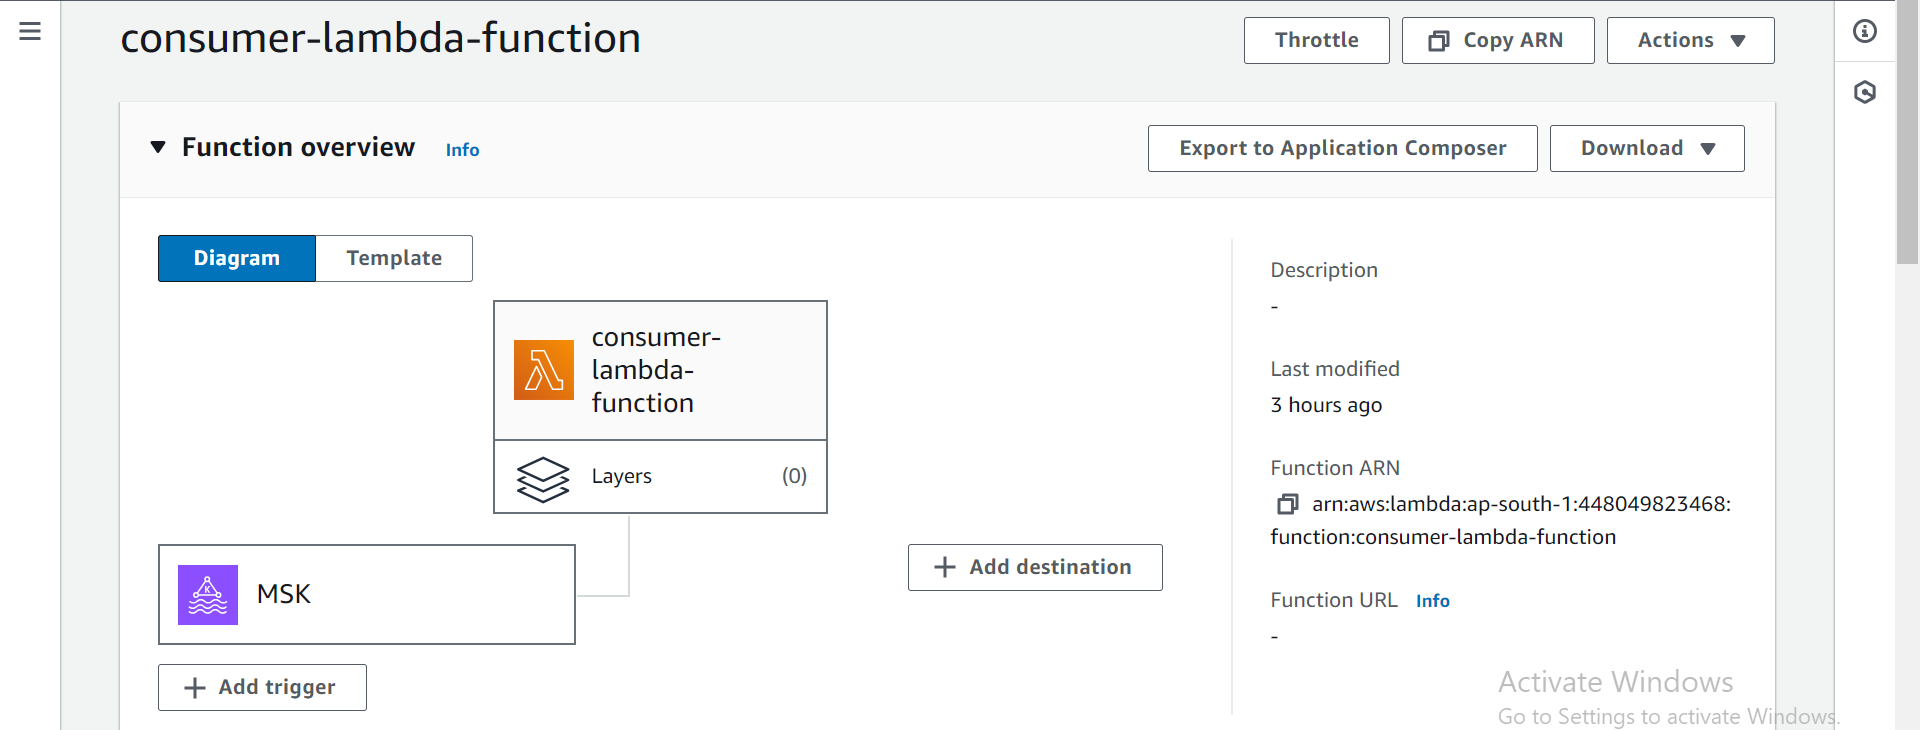 consumer-lambda-function
Throttle
Copy ARN
Actions
Function overview
Info
Export to Application Composer
Download
Diagram
Template
consumer-
lambda-
function
Layers
(0)
MSK
Add trigger
Add destination
Description
-
Last modified
3 hours ago
Function ARN
arn:aws:lambda:ap-south-1:448049823468:
function:consumer-lambda-function
Function URL
Info
-
Activate Windows
Go to Settings to activate Windows.